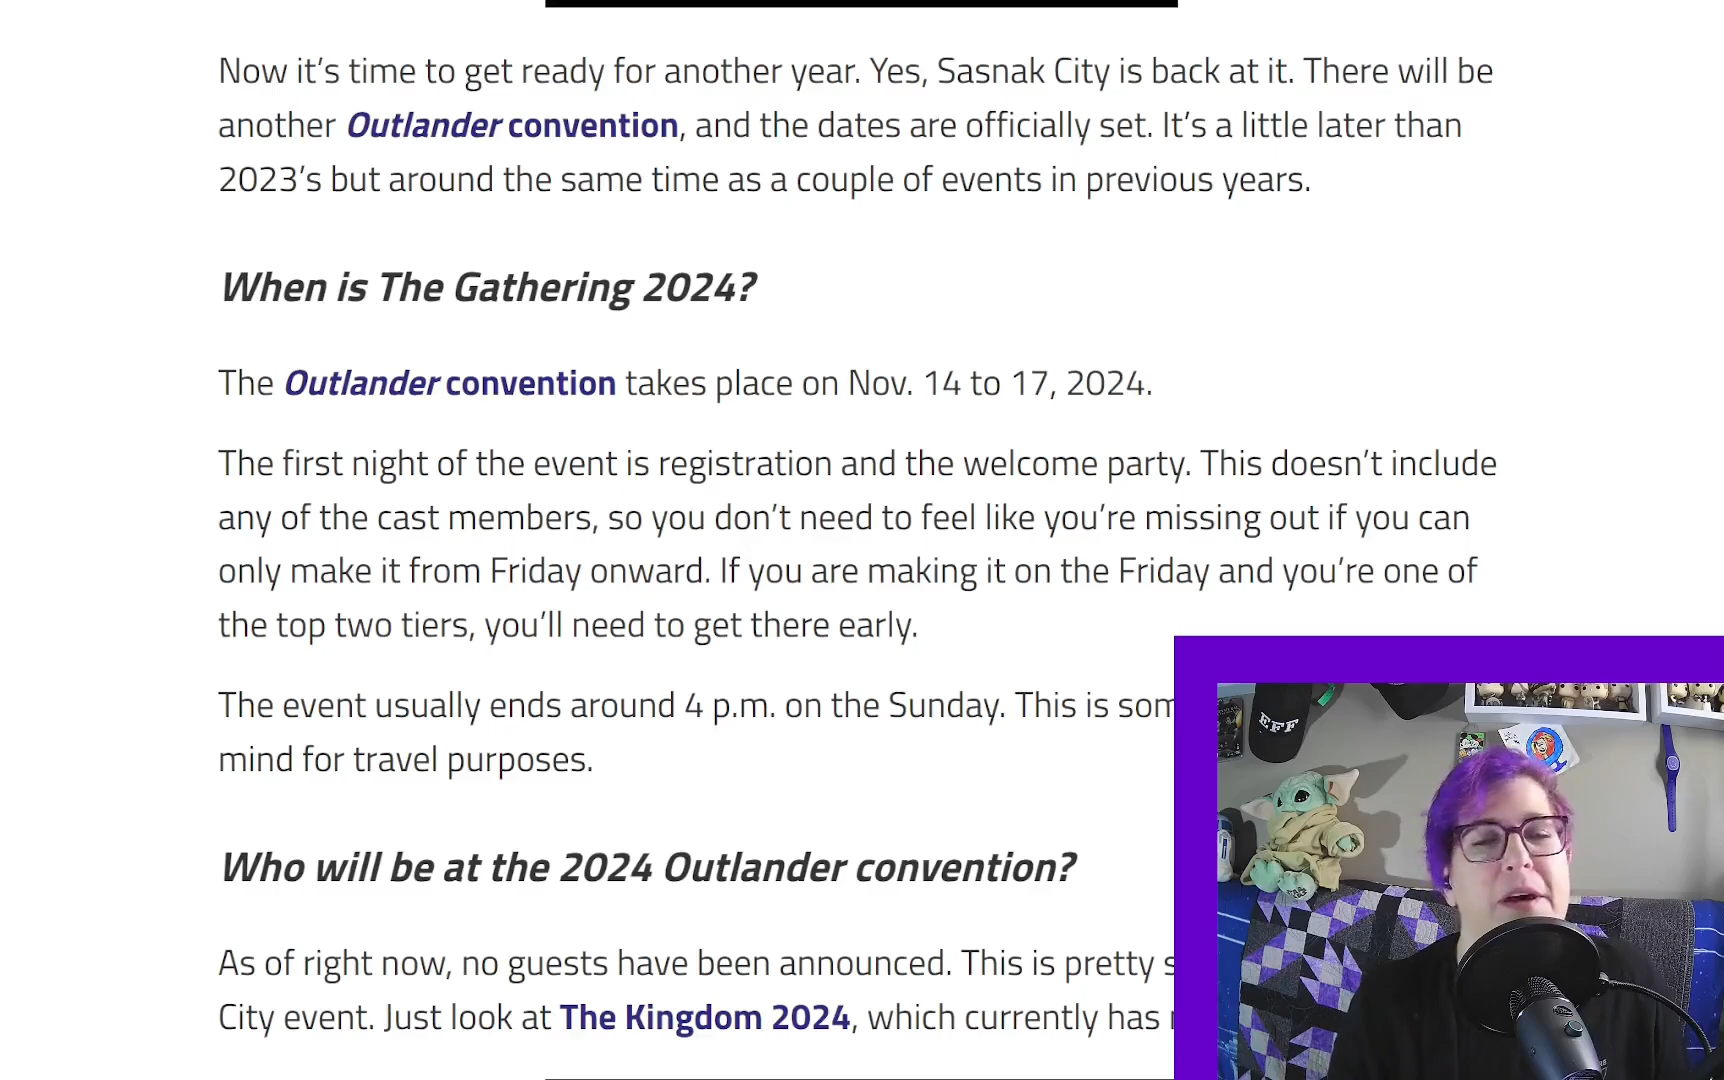 Now it’s time to get ready for another year. Yes, Sasnak City is back at it. There will be
another Outlander convention, and the dates are officially set. It’s a little later than
2023’s but around the same time as a couple of events in previous years.
When is The Gathering 2024?
The Outlander convention takes place on Nov. 14 to 17, 2024.
The first night of the event is registration and the welcome party. This doesn’t include
any of the cast members, so you don’t need to feel like you’re missing out if you can
only make it from Friday onward. If you are making it on the Friday and you’re one of
the top two tiers, you’ll need to get there early.
The event usually ends around 4 p.m. on the Sunday. This is som
mind for travel purposes.
EFF
Who will be at the 2024 Outlander convention?
As of right now, no guests have been announced. This is pretty s
City event. Just look at The Kingdom 2024, which currently has